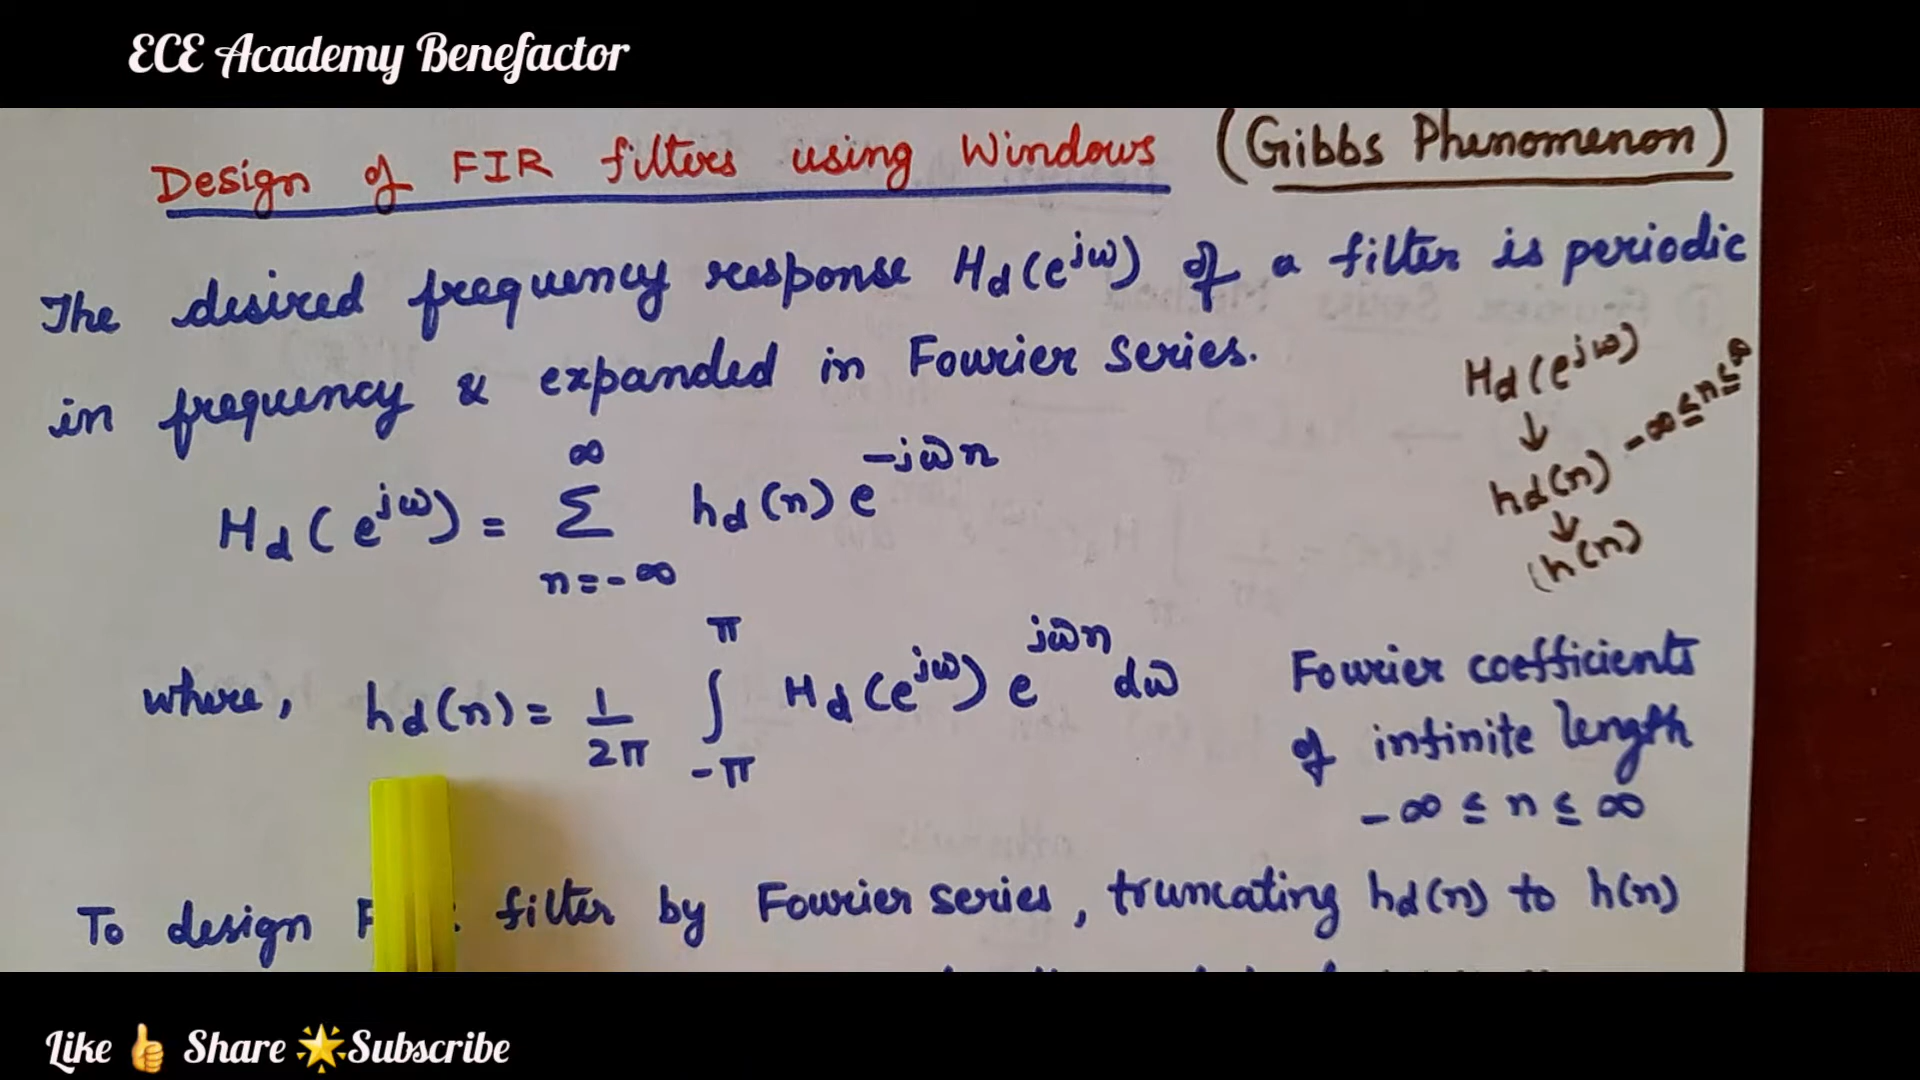 ECE Academy Benefactor
Design of FIR filters using Windows (Gibbs Phenomenon)
The desired frequency response Hd(e^jω) of a filter is periodic
in frequency & expanded in Fourier Series.
Hd(e^jω)
↓
hd(n) -∞≤n≤∞
↓
h(n)
Hd(e^jω) = ∞ Σ n=-∞ hd(n) e^-jωn
where, hd(n) = 1/2π ∫ π -π Hd(e^jω) e^jωn dω
Fourier coefficients
of infinite length
-∞ ≤ n ≤ ∞
To design filter by Fourier series, truncating hd(n) to h(n)
Like 👍 Share 🌟Subscribe